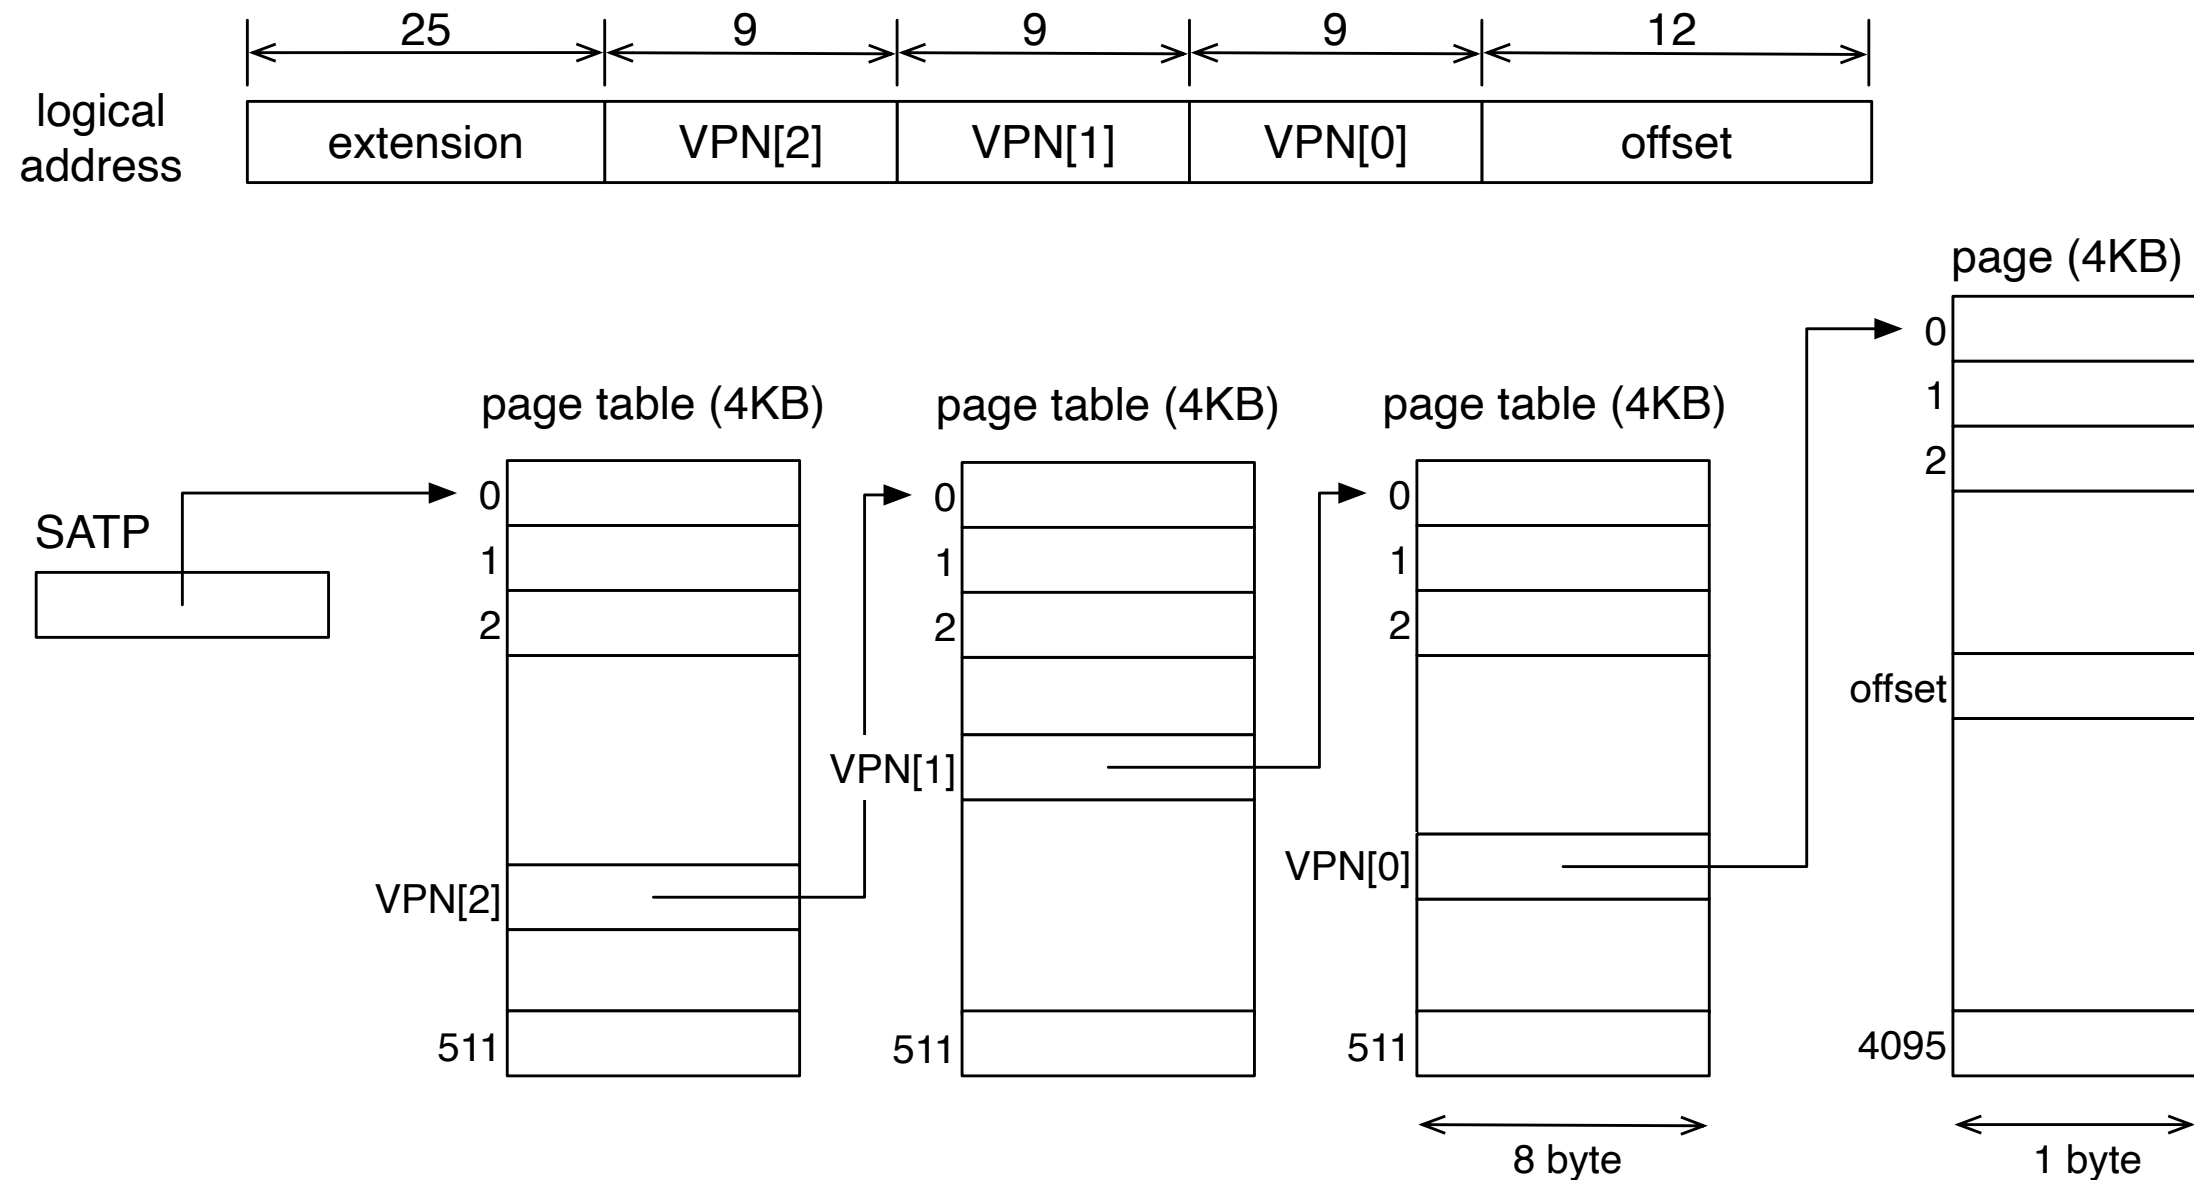 25
9
9
9
12
logical
address
extension
VPN[2]
VPN[1]
VPN[0]
offset
SATP
page table (4KB)
0
1
2
VPN[2]
511
page table (4KB)
0
1
2
VPN[1]
511
page table (4KB)
0
1
2
VPN[0]
511
8 byte
page (4KB)
0
1
2
offset
4095
1 byte